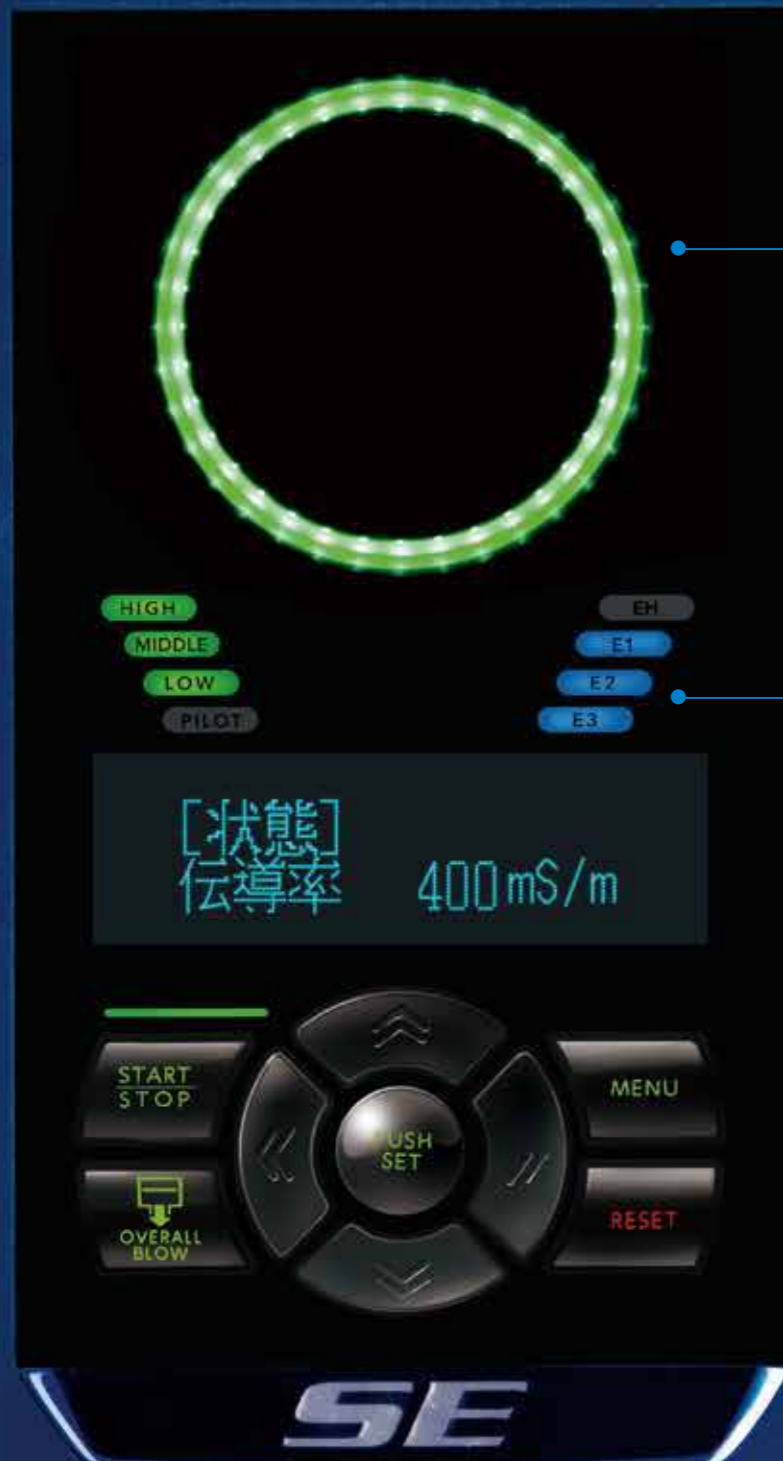 HIGH
MIDDLE
LOW
PILOT
EH
E1
E2
E3
[状態]
伝導率 400mS/m
START
STOP
PUSH
SET
MENU
OVERALL
BLOW
RESET
SE